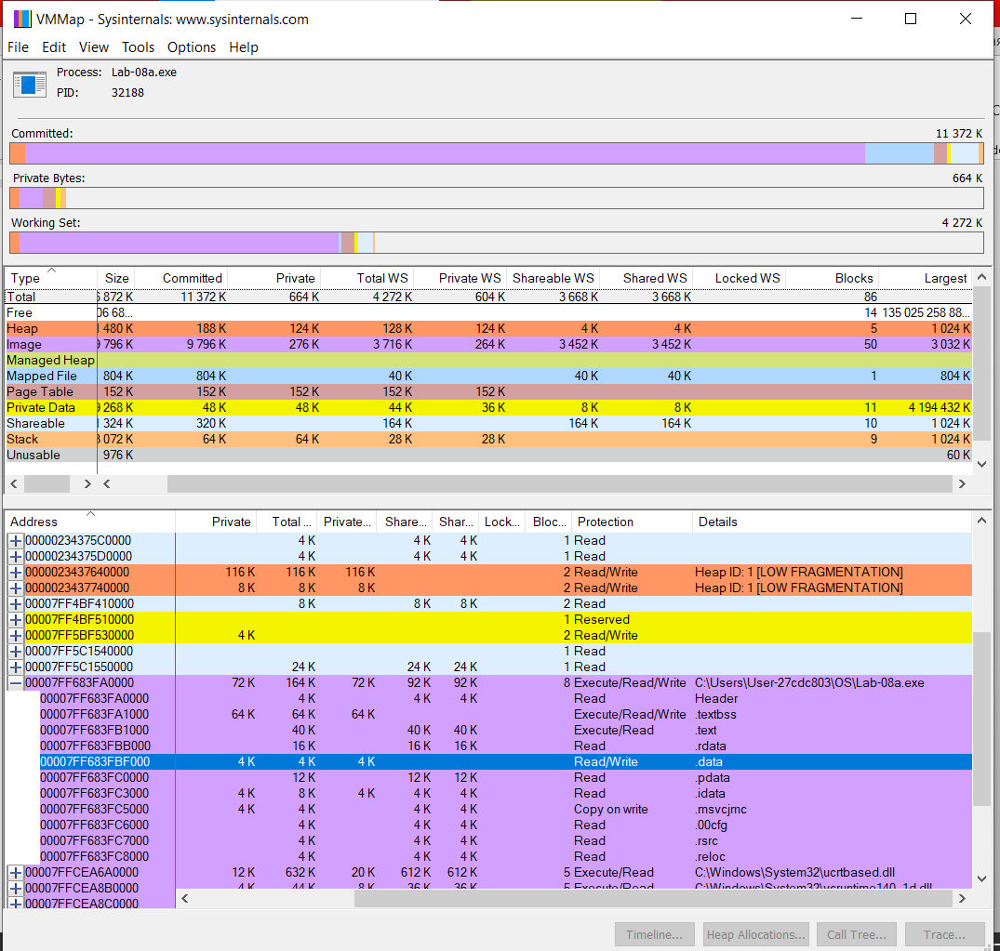 VMMap - Sysinternals: www.sysinternals.com
File Edit View Tools Options Help
Process: Lab-08a.exe
PID: 32188
Committed: 11 372 K
Private Bytes: 664 K
Working Set: 4 272 K
Type Size Committed Private Total WS Private WS Shareable WS Shared WS Locked WS Blocks Largest
Total 872 K 11 372 K 664 K 4 272 K 604 K 3 668 K 3 668 K 86
Free 06 68... 14 135 025 258 88...
Heap 480 K 188 K 124 K 128 K 124 K 4 K 4 K 5 1 024 K
Image 796 K 9 796 K 276 K 3 716 K 264 K 3 452 K 3 452 K 50 3 032 K
Managed Heap
Mapped File 804 K 804 K 40 K 40 K 40 K 1 804 K
Page Table 152 K 152 K 152 K 152 K 152 K
Private Data 268 K 48 K 48 K 44 K 36 K 8 K 8 K 11 4 194 432 K
Shareable 324 K 320 K 164 K 164 K 164 K 10 1 024 K
Stack 072 K 64 K 64 K 28 K 28 K 9 1 024 K
Unusable 976 K 60 K
Address Private Total ... Private... Share... Shar... Lock... Bloc... Protection Details
00000234375C0000 4 K 4 K 4 K 1 Read
00000234375D0000 4 K 4 K 4 K 1 Read
0000023437640000 116 K 116 K 116 K 2 Read/Write Heap ID: 1 [LOW FRAGMENTATION]
0000023437740000 8 K 8 K 8 K 2 Read/Write Heap ID: 1 [LOW FRAGMENTATION]
00007FF4BF410000 8 K 8 K 8 K 2 Read
00007FF4BF510000 1 Reserved
00007FF5BF530000 4 K 2 Read/Write
00007FF5C1540000 1 Read
00007FF5C1550000 24 K 24 K 24 K 1 Read
00007FF683FA0000 72 K 164 K 72 K 92 K 92 K 8 Execute/Read/Write C:\Users\User-27cdc803\OS\Lab-08a.exe
00007FF683FA0000 4 K 4 K 4 K Read Header
00007FF683FA1000 64 K 64 K 64 K Execute/Read/Write .textbss
00007FF683FB1000 40 K 40 K 40 K Execute/Read .text
00007FF683FBB000 16 K 16 K 16 K Read .rdata
00007FF683FBF000 4 K 4 K 4 K Read/Write .data
00007FF683FC0000 12 K 12 K 12 K Read .pdata
00007FF683FC3000 4 K 8 K 4 K 4 K 4 K Read .idata
00007FF683FC5000 4 K 4 K 4 K 4 K Copy on write .msvcjmc
00007FF683FC6000 4 K 4 K 4 K Read .00cfg
00007FF683FC7000 4 K 4 K 4 K Read .rsrc
00007FF683FC8000 4 K 4 K 4 K Read .reloc
00007FFCEA6A0000 12 K 632 K 20 K 612 K 612 K 5 Execute/Read C:\Windows\System32\ucrtbased.dll
00007FFCEA8B0000 4 K 44 K 8 K 36 K 36 K 5 Execute/Read C:\Windows\System32\vcruntime140_1d.dll
00007FFCEA8C0000
Timeline... Heap Allocations... Call Tree... Trace...